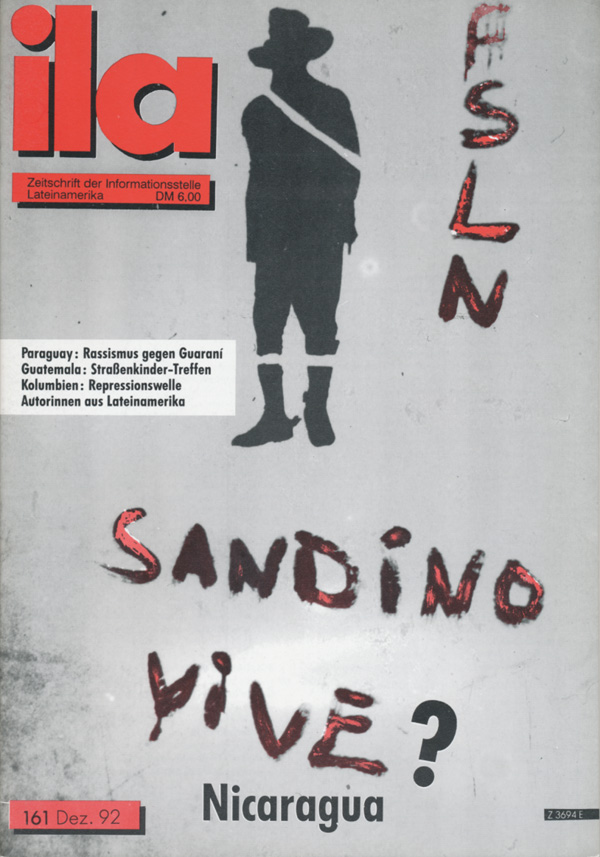 ila
Zeitschrift der Informationsstelle
Lateinamerika DM 6,00
FSLN
Paraguay: Rassismus gegen Guaraní
Guatemala: Straßenkinder-Treffen
Kolumbien: Repressionswelle
Autorinnen aus Lateinamerika
SANDiNO
ViVE?
Nicaragua
161 Dez. 92
Z 3694 E